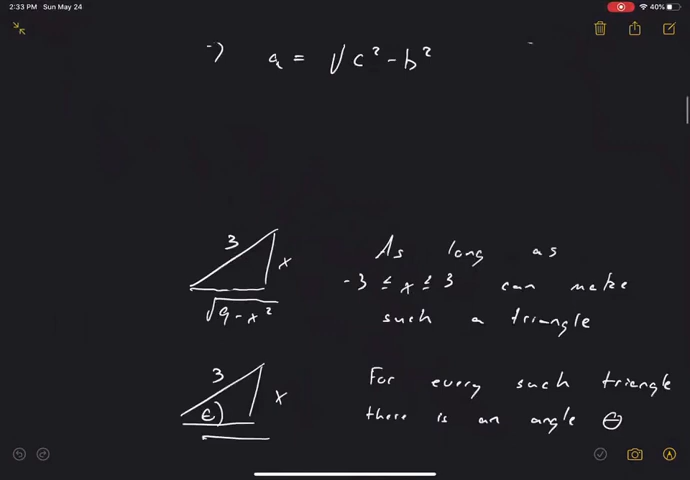 2:33 PM Sun May 24
40%
-) a = √c² - b²
3
x
√9 - x²
As long as
-3 ≤ x ≤ 3 can make
such a triangle
3
x
θ
For every such triangle
there is an angle θ